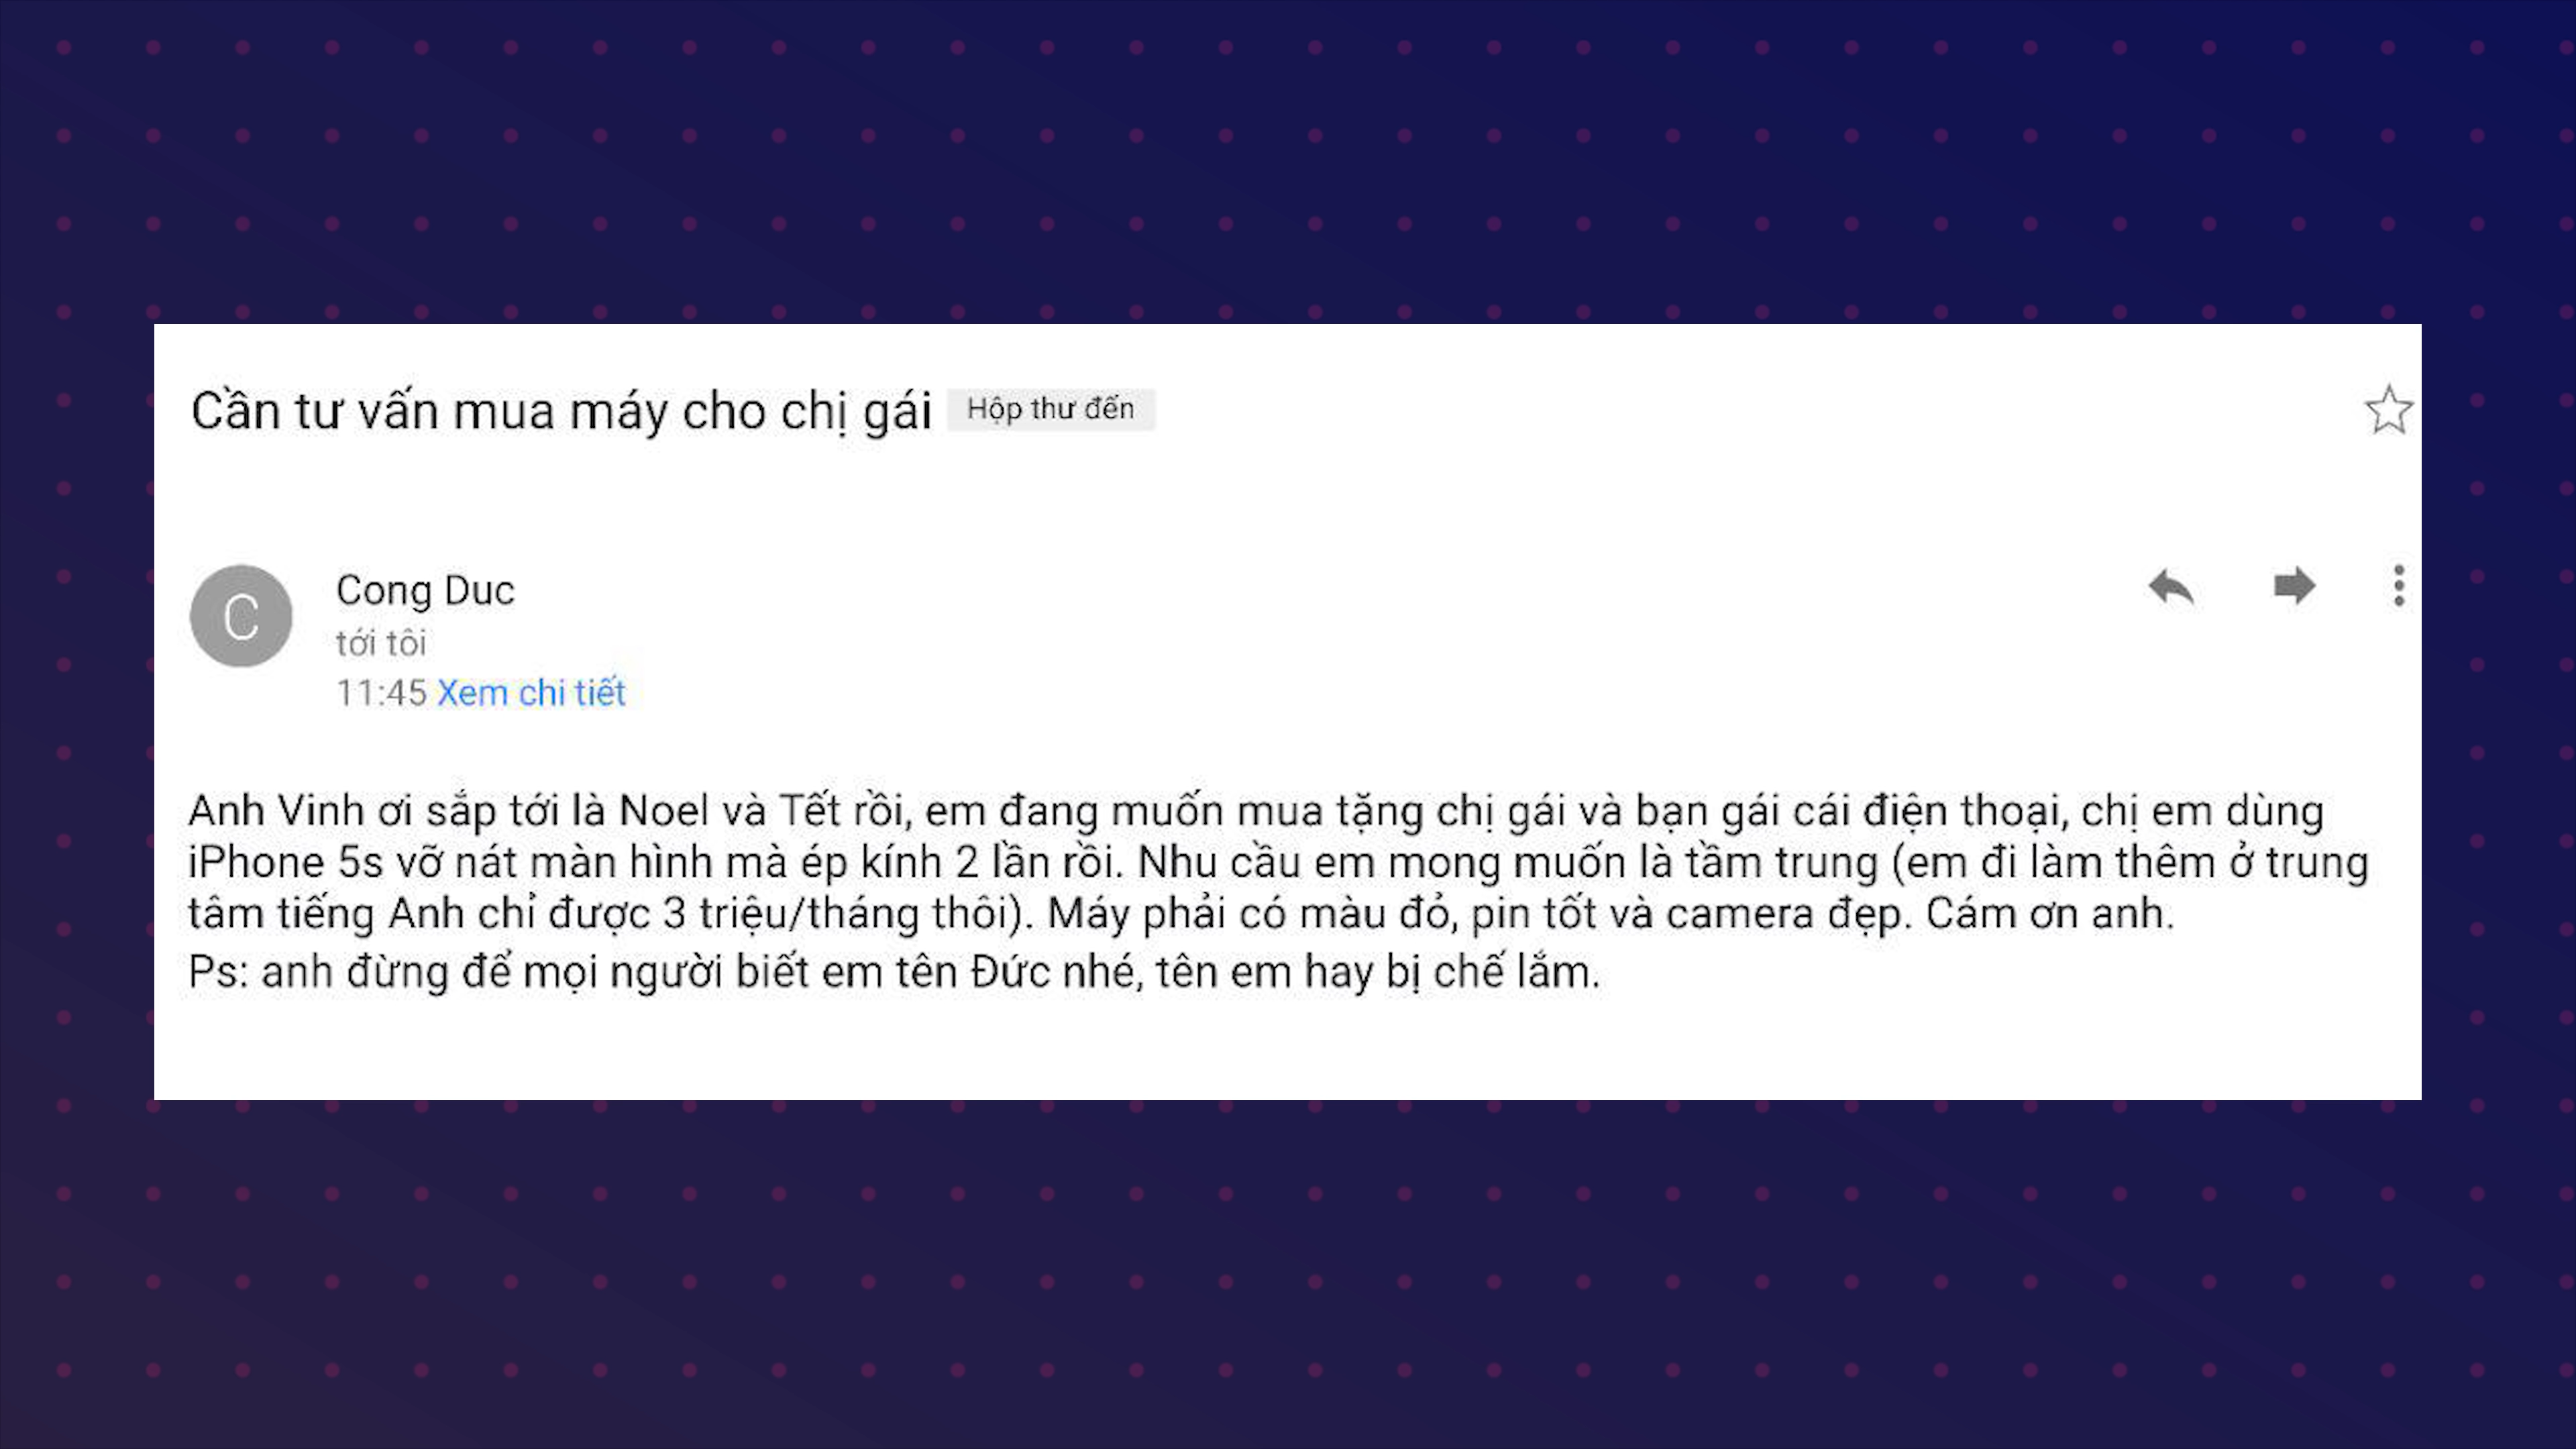 Cần tư vấn mua máy cho chị gái Hộp thư đến
C
Cong Duc
tới tôi
11:45 Xem chi tiết
Anh Vinh ơi sắp tới là Noel và Tết rồi, em đang muốn mua tặng chị gái và bạn gái cái điện thoại, chị em dùng
iPhone 5s vỡ nát màn hình mà ép kính 2 lần rồi. Nhu cầu em mong muốn là tầm trung (em đi làm thêm ở trung
tâm tiếng Anh chỉ được 3 triệu/tháng thôi). Máy phải có màu đỏ, pin tốt và camera đẹp. Cám ơn anh.
Ps: anh đừng để mọi người biết em tên Đức nhé, tên em hay bị chế lắm.